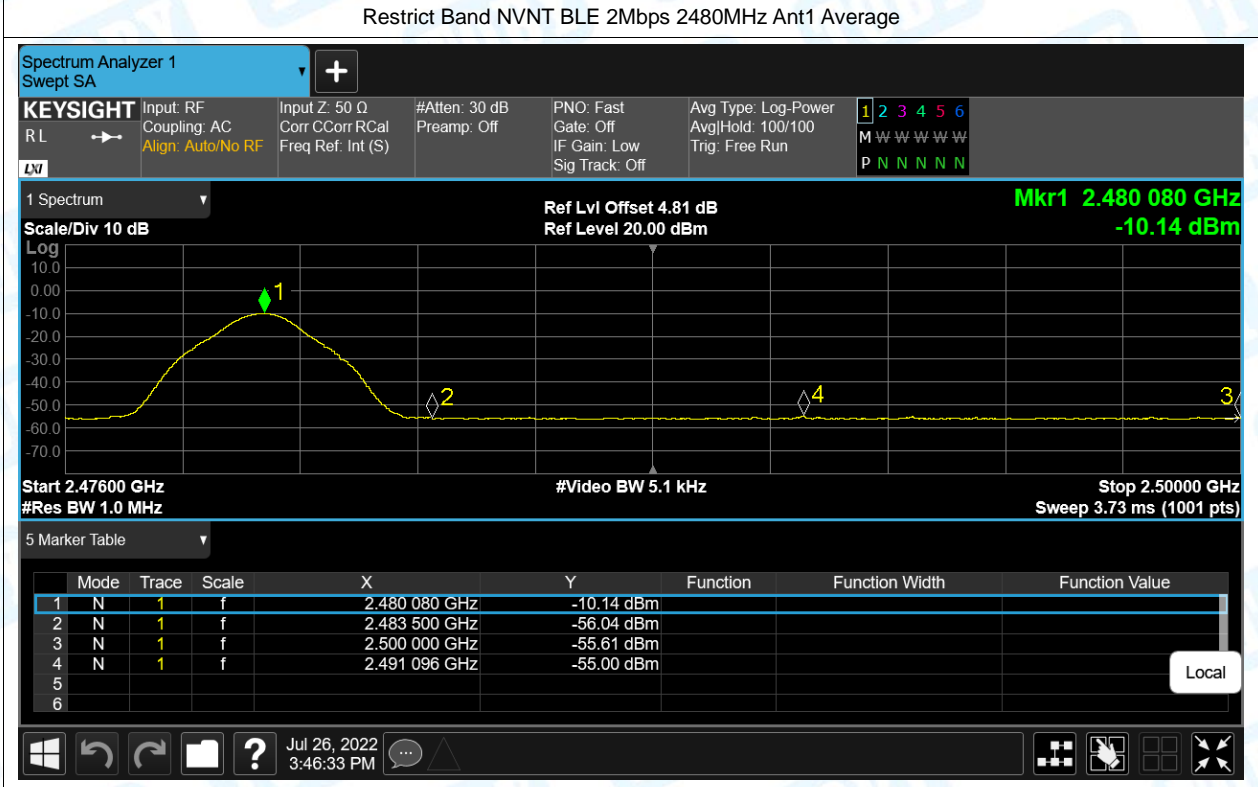 Restrict Band NVNT BLE 2Mbps 2480MHz Ant1 Average
Spectrum Analyzer 1
Swept SA
KEYSIGHT
R L
LXI
Input: RF
Coupling: AC
Align: Auto/No RF
Input Z: 50 Ω
Corr CCorr RCal
Freq Ref: Int (S)
#Atten: 30 dB
Preamp: Off
PNO: Fast
Gate: Off
IF Gain: Low
Sig Track: Off
Avg Type: Log-Power
Avg|Hold: 100/100
Trig: Free Run
1 2 3 4 5 6
M W W W W W
P N N N N N
1 Spectrum
Scale/Div 10 dB
Ref Lvl Offset 4.81 dB
Ref Level 20.00 dBm
Mkr1 2.480 080 GHz
-10.14 dBm
Log
10.0
0.00
-10.0
-20.0
-30.0
-40.0
-50.0
-60.0
-70.0
1
2
4
3
Start 2.47600 GHz
#Res BW 1.0 MHz
#Video BW 5.1 kHz
Stop 2.50000 GHz
Sweep 3.73 ms (1001 pts)
5 Marker Table
Mode Trace Scale X Y Function Function Width Function Value
1 N 1 f 2.480 080 GHz -10.14 dBm
2 N 1 f 2.483 500 GHz -56.04 dBm
3 N 1 f 2.500 000 GHz -55.61 dBm
4 N 1 f 2.491 096 GHz -55.00 dBm
5
6
Local
?
Jul 26, 2022
3:46:33 PM